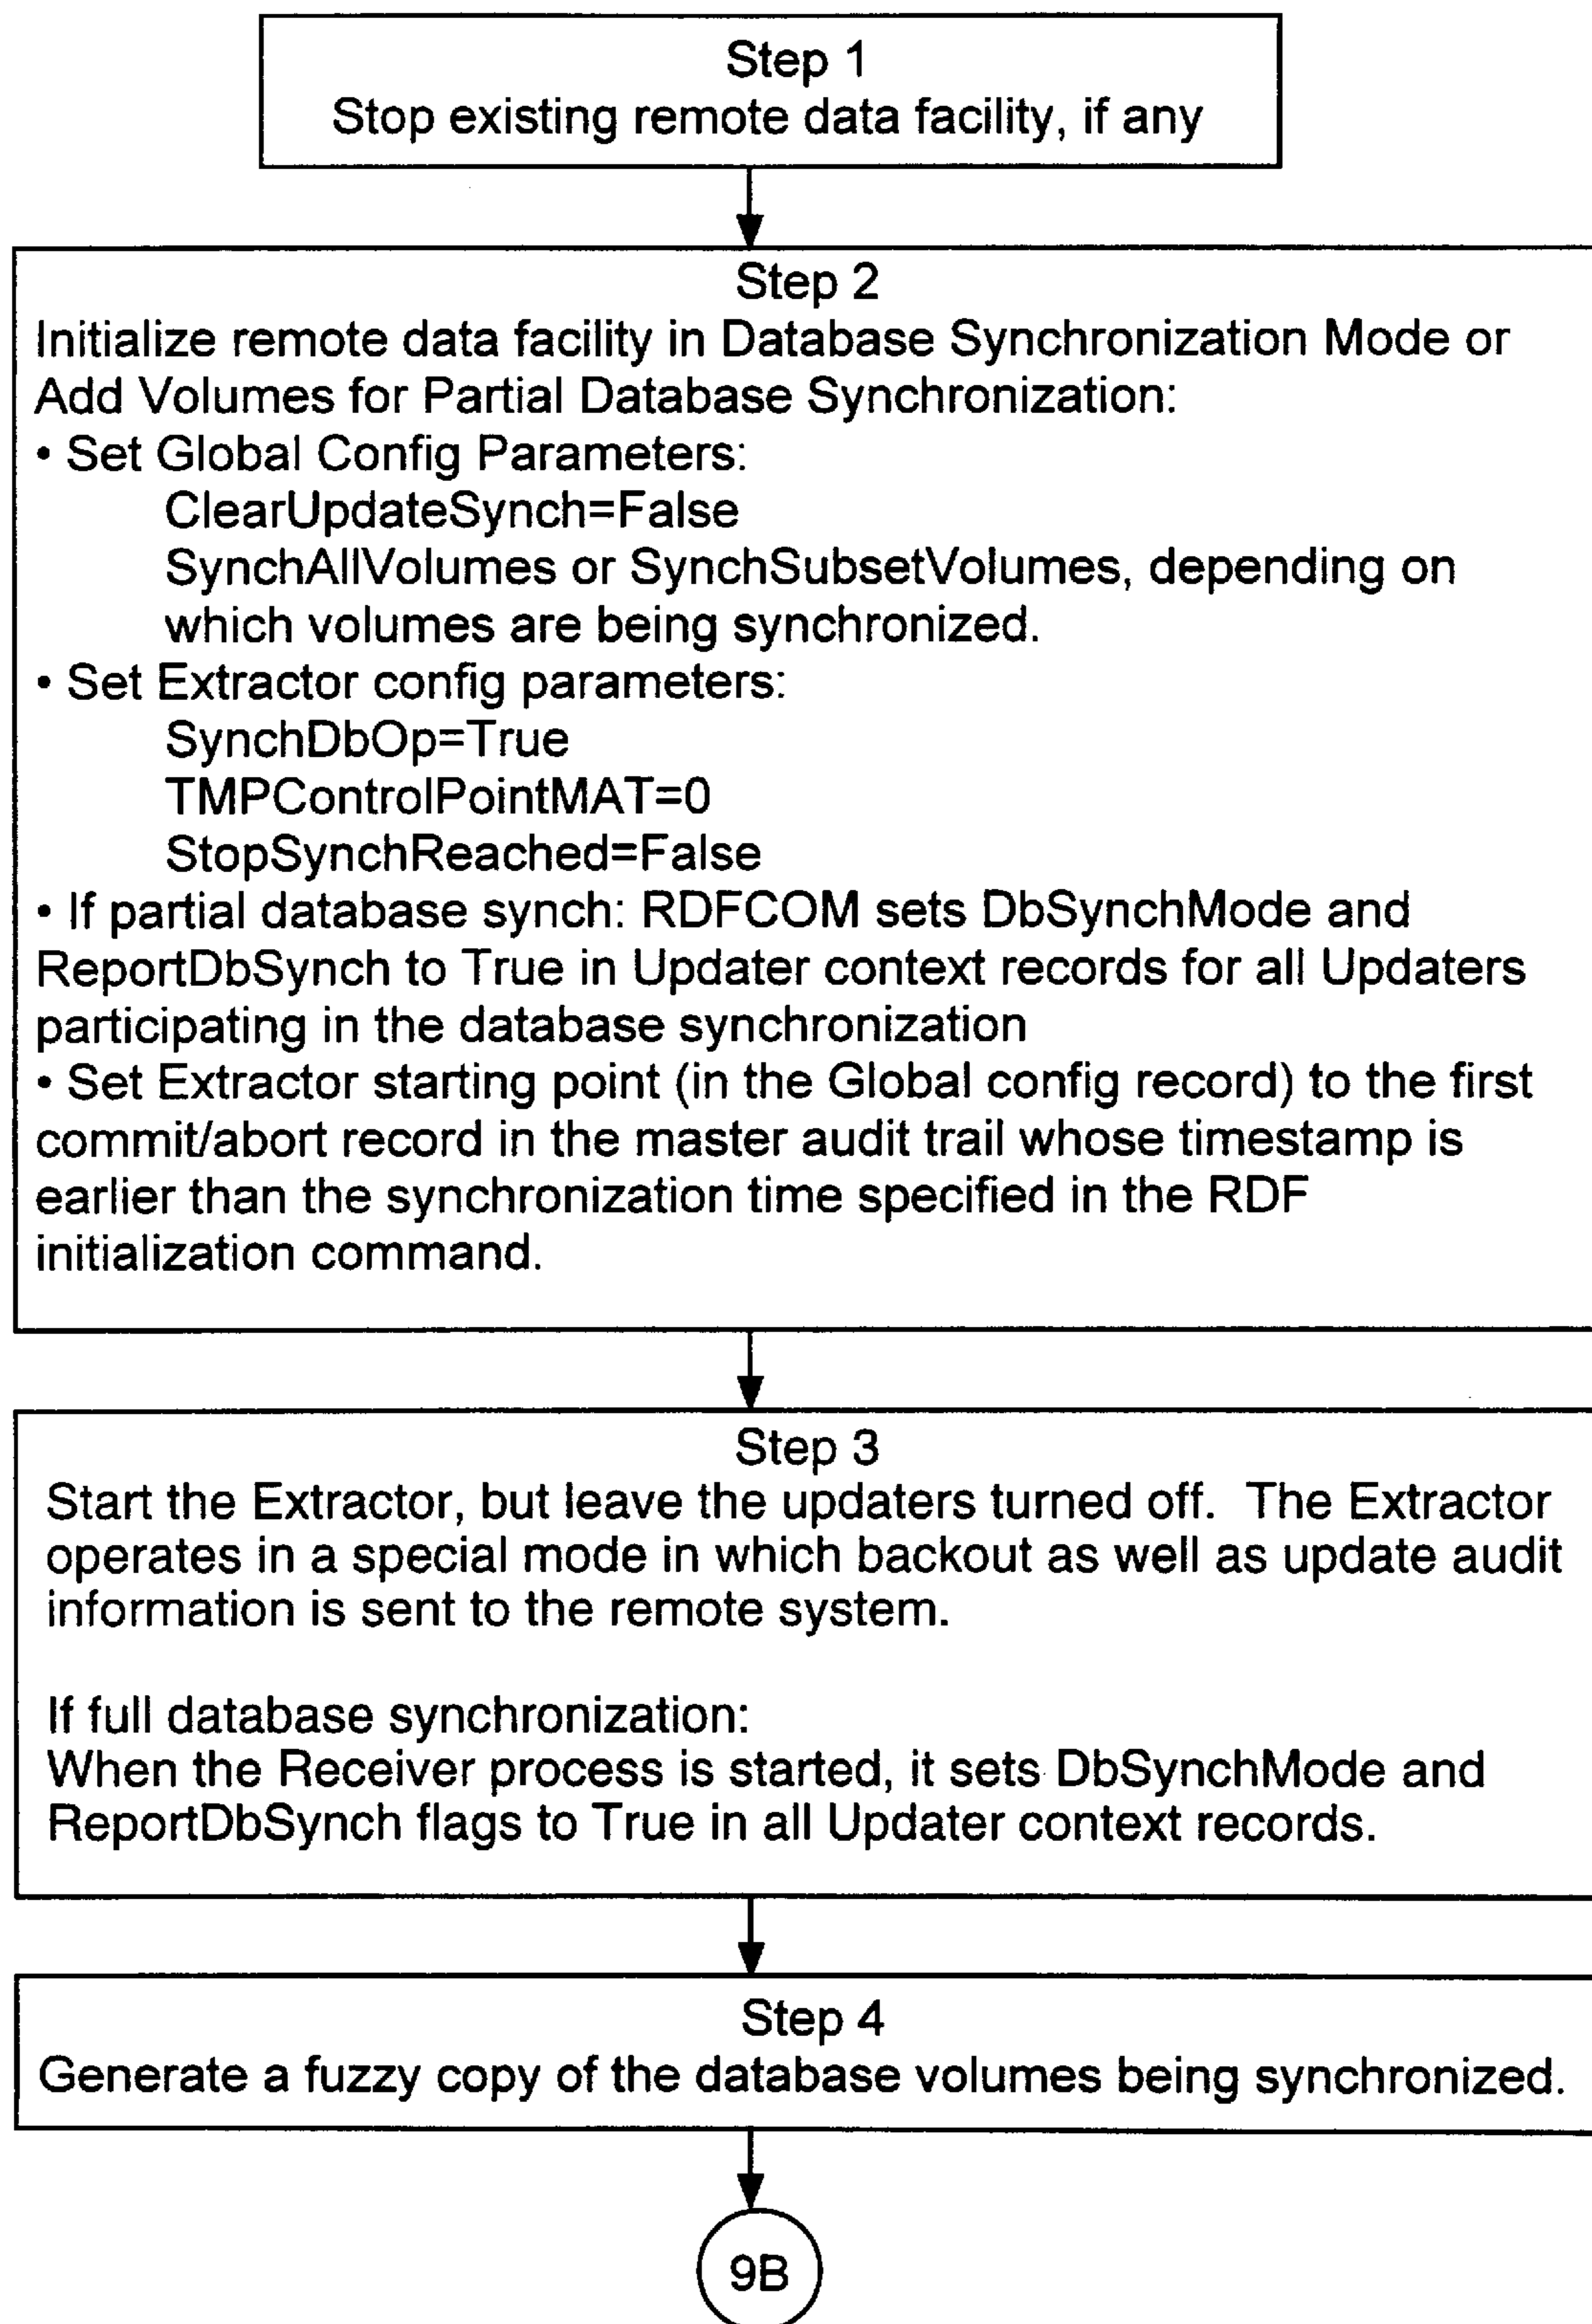 Step 1
Stop existing remote data facility, if any
Step 2
Initialize remote data facility in Database Synchronization Mode or
Add Volumes for Partial Database Synchronization:
• Set Global Config Parameters:
ClearUpdateSynch=False
SynchAllVolumes or SynchSubsetVolumes, depending on
which volumes are being synchronized.
• Set Extractor config parameters:
SynchDbOp=True
TMPControlPointMAT=0
StopSynchReached=False
• If partial database synch: RDFCOM sets DbSynchMode and
ReportDbSynch to True in Updater context records for all Updaters
participating in the database synchronization
• Set Extractor starting point (in the Global config record) to the first
commit/abort record in the master audit trail whose timestamp is
earlier than the synchronization time specified in the RDF
initialization command.
Step 3
Start the Extractor, but leave the updaters turned off.  The Extractor
operates in a special mode in which backout as well as update audit
information is sent to the remote system.
If full database synchronization:
When the Receiver process is started, it sets DbSynchMode and
ReportDbSynch flags to True in all Updater context records.
Step 4
Generate a fuzzy copy of the database volumes being synchronized.
9B